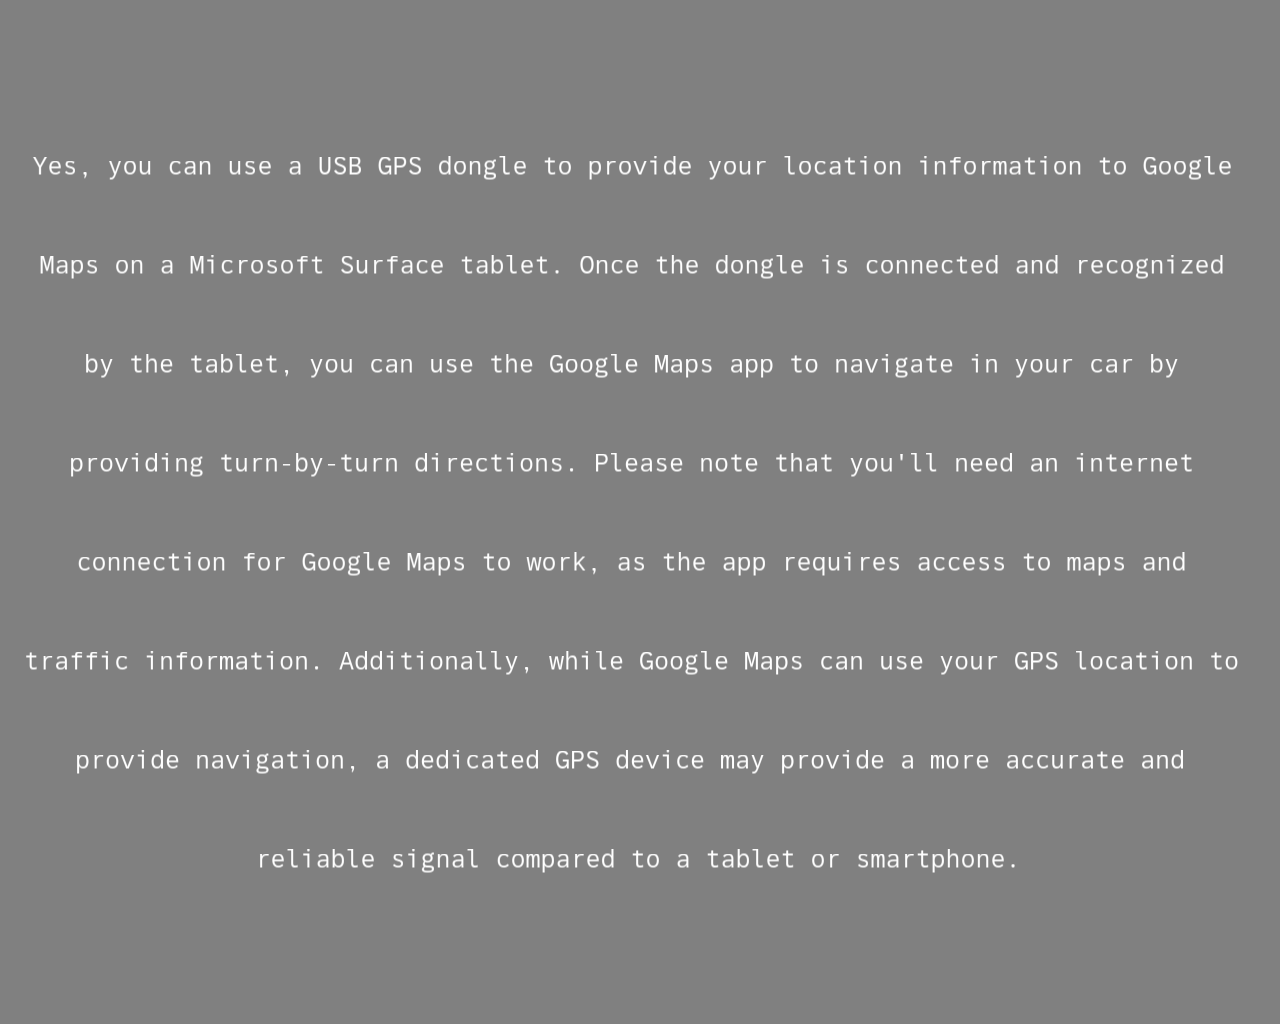 Yes, you can use a USB GPS dongle to provide your location information to Google
Maps on a Microsoft Surface tablet. Once the dongle is connected and recognized
by the tablet, you can use the Google Maps app to navigate in your car by
providing turn-by-turn directions. Please note that you'll need an internet
connection for Google Maps to work, as the app requires access to maps and
traffic information. Additionally, while Google Maps can use your GPS location to
provide navigation, a dedicated GPS device may provide a more accurate and
reliable signal compared to a tablet or smartphone.